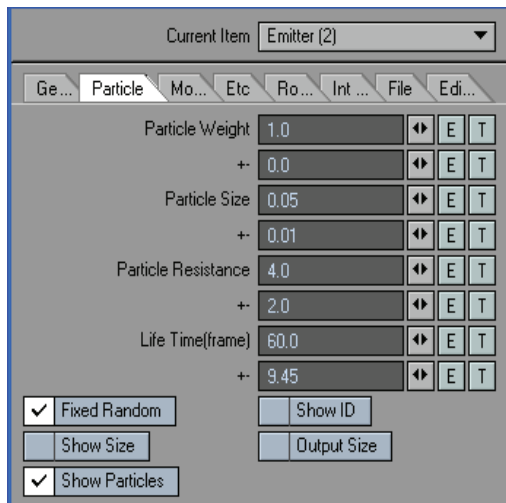 Current Item Emitter (2)
Ge... Particle Mo... Etc Ro... Int ... File Edi...
Particle Weight 1.0 E T
+- 0.0 E T
Particle Size 0.05 E T
+- 0.01 E T
Particle Resistance 4.0 E T
+- 2.0 E T
Life Time(frame) 60.0 E T
+- 9.45 E T
Fixed Random Show ID
Show Size Output Size
Show Particles